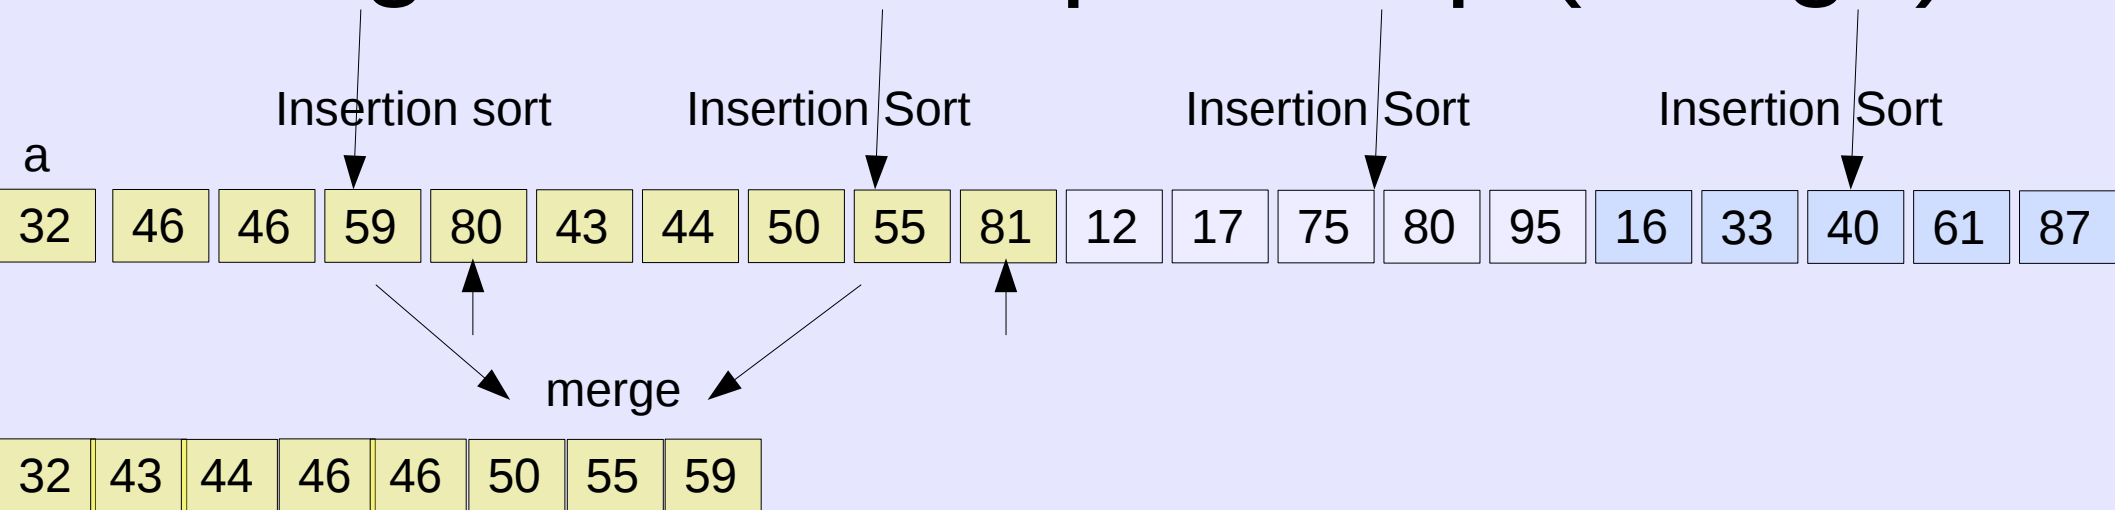 Insertion sort Insertion Sort Insertion Sort Insertion Sort
a
32 46 46 59 80 43 44 50 55 81 12 17 75 80 95 16 33 40 61 87
merge
32 43 44 46 46 50 55 59